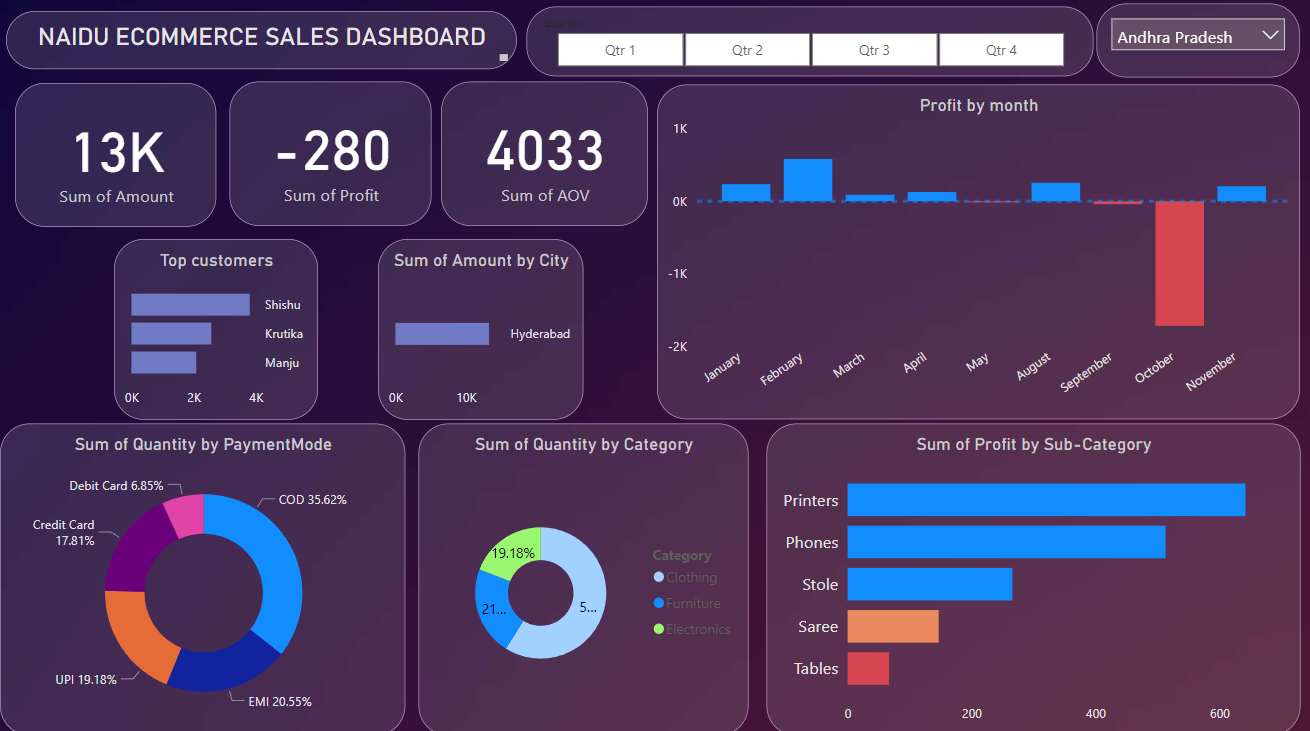 NAIDU ECOMMERCE SALES DASHBOARD
Quarter
Qtr 1
Qtr 2
Qtr 3
Qtr 4
Andhra Pradesh
13K
Sum of Amount
-280
Sum of Profit
4033
Sum of AOV
Profit by month
1K
0K
-1K
-2K
January
February
March
April
May
August
September
October
November
Top customers
Shishu
Krutika
Manju
0K
2K
4K
Sum of Amount by City
Hyderabad
0K
10K
Sum of Quantity by PaymentMode
Debit Card 6.85%
COD 35.62%
Credit Card
17.81%
UPI 19.18%
EMI 20.55%
Sum of Quantity by Category
19.18%
21...
5...
Category
Clothing
Furniture
Electronics
Sum of Profit by Sub-Category
Printers
Phones
Stole
Saree
Tables
0
200
400
600